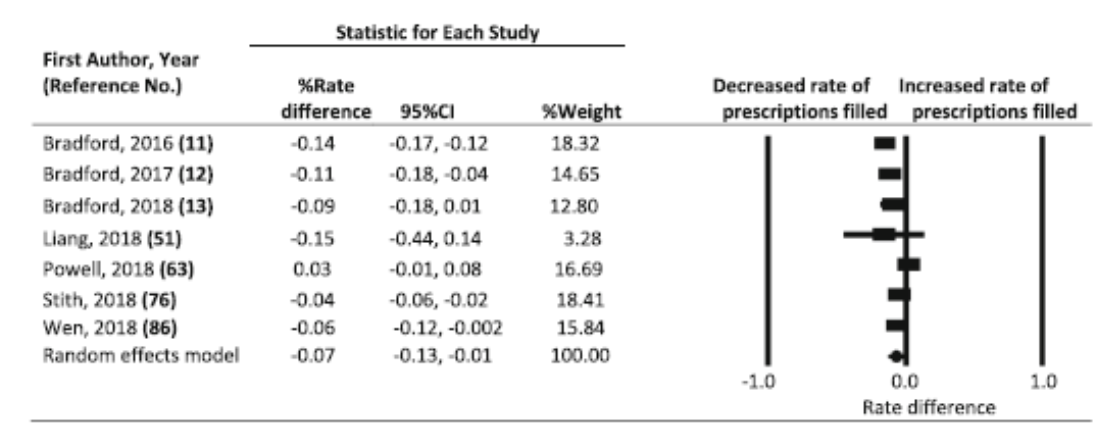 Statistic for Each Study
First Author, Year
(Reference No.) %Rate Decreased rate of Increased rate of
difference 95%CI %Weight prescriptions filled prescriptions filled
Bradford, 2016 (11) -0.14 -0.17, -0.12 18.32
Bradford, 2017 (12) -0.11 -0.18, -0.04 14.65
Bradford, 2018 (13) -0.09 -0.18, 0.01 12.80
Liang, 2018 (51) -0.15 -0.44, 0.14 3.28
Powell, 2018 (63) 0.03 -0.01, 0.08 16.69
Stith, 2018 (76) -0.04 -0.06, -0.02 18.41
Wen, 2018 (86) -0.06 -0.12, -0.002 15.84
Random effects model -0.07 -0.13, -0.01 100.00
-1.0 0.0 1.0
Rate difference